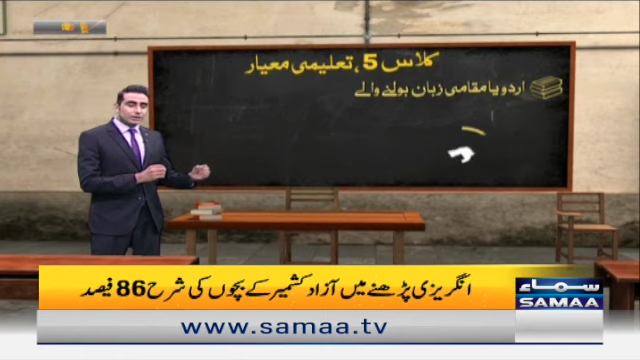 کلاس 5، تعلیمی معیار
اردو یا مقامی زبان بولنے والے
انگریزی پڑھنے میں آزاد کشمیر کے بچوں کی شرح 86 فیصد
سماء
SAMAA
www.samaa.tv